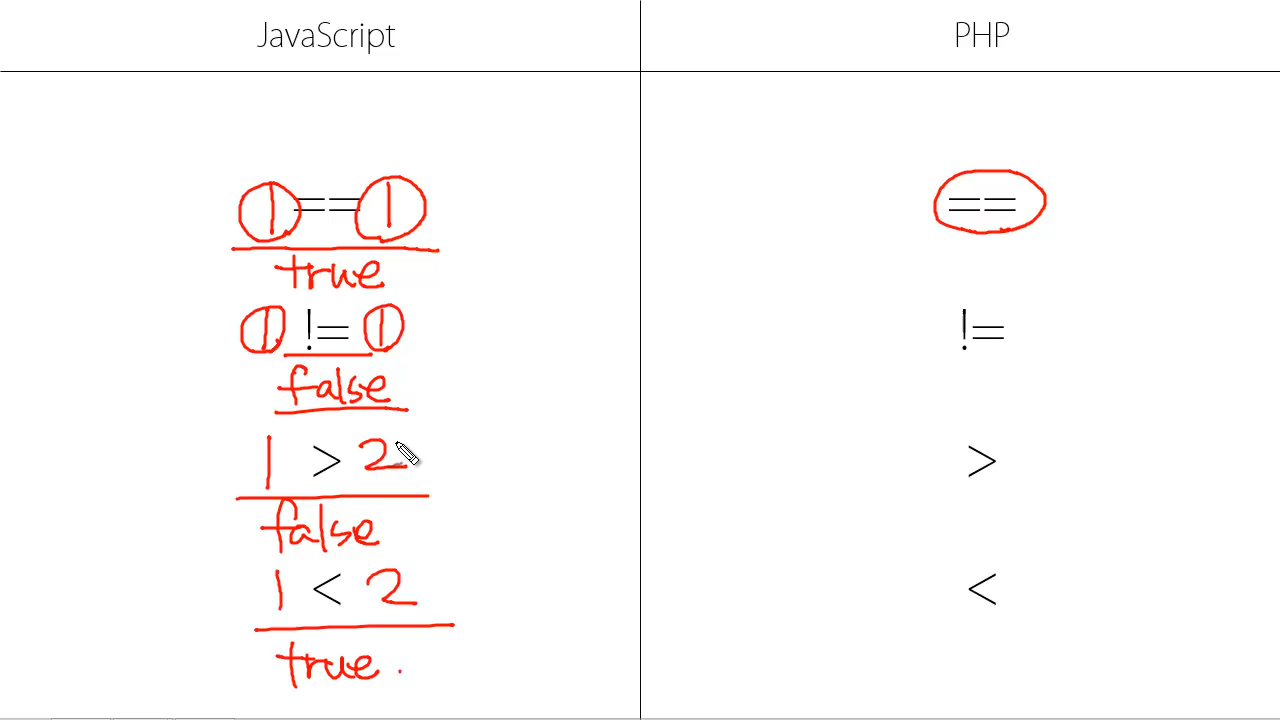 JavaScript
PHP
1 == 1
true
1 != 1
false
1 > 2
false
1 < 2
true.
==
!=
>
<